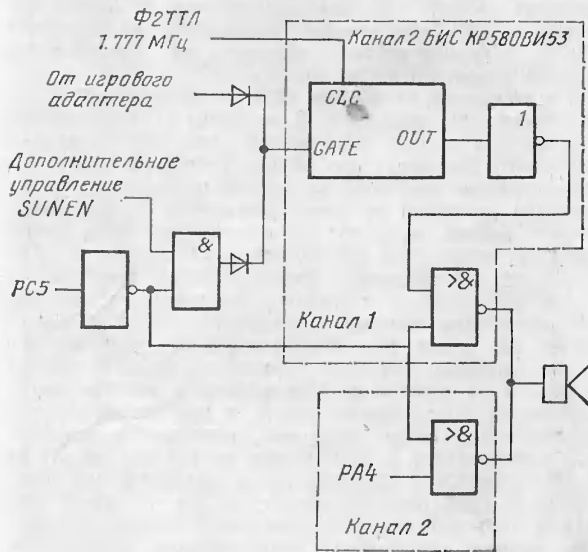 Ф2ТТЛ
1.777 МГц
Канал 2 БИС КР580ВИ53
От игрового
адаптера
CLC
GATE
OUT
1
Дополнительное
управление
SUNEN
&
PC5
Канал 1
>&
>&
PA4
Канал 2